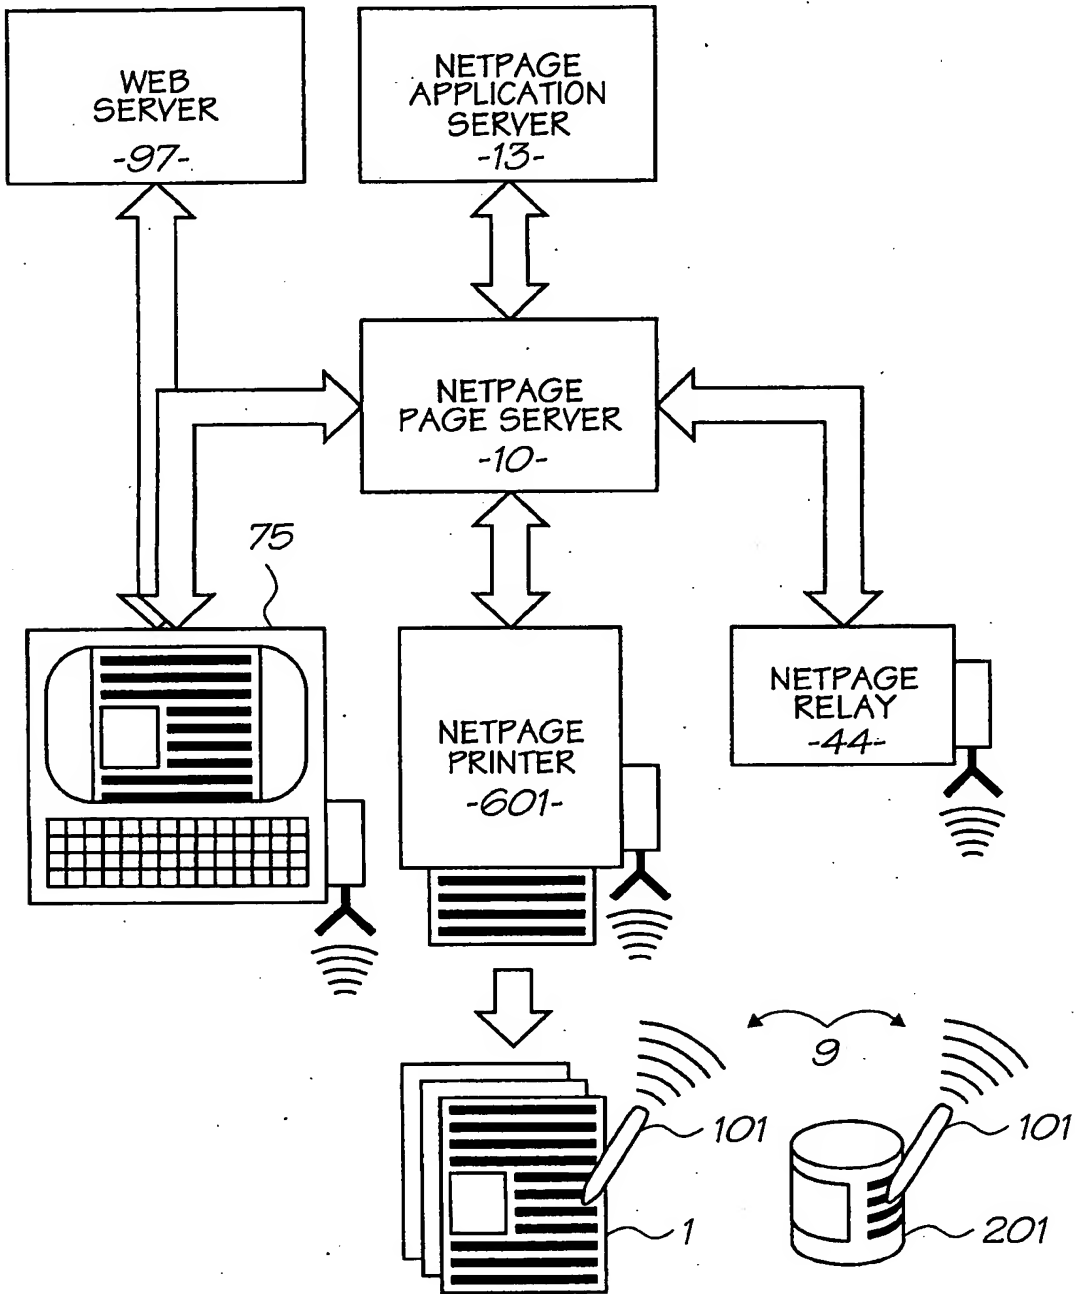 WEB
SERVER
-97-
NETPAGE
APPLICATION
SERVER
-13-
NETPAGE
PAGE SERVER
-10-
75
NETPAGE
PRINTER
-601-
NETPAGE
RELAY
-44-
9
101
101
1
201